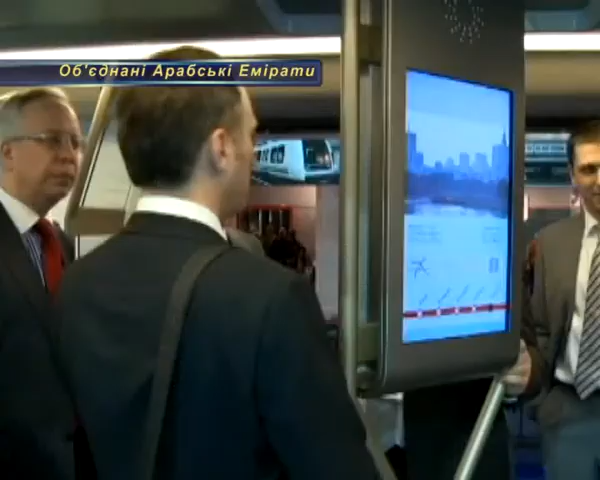 Об'єднані Арабські Емірати